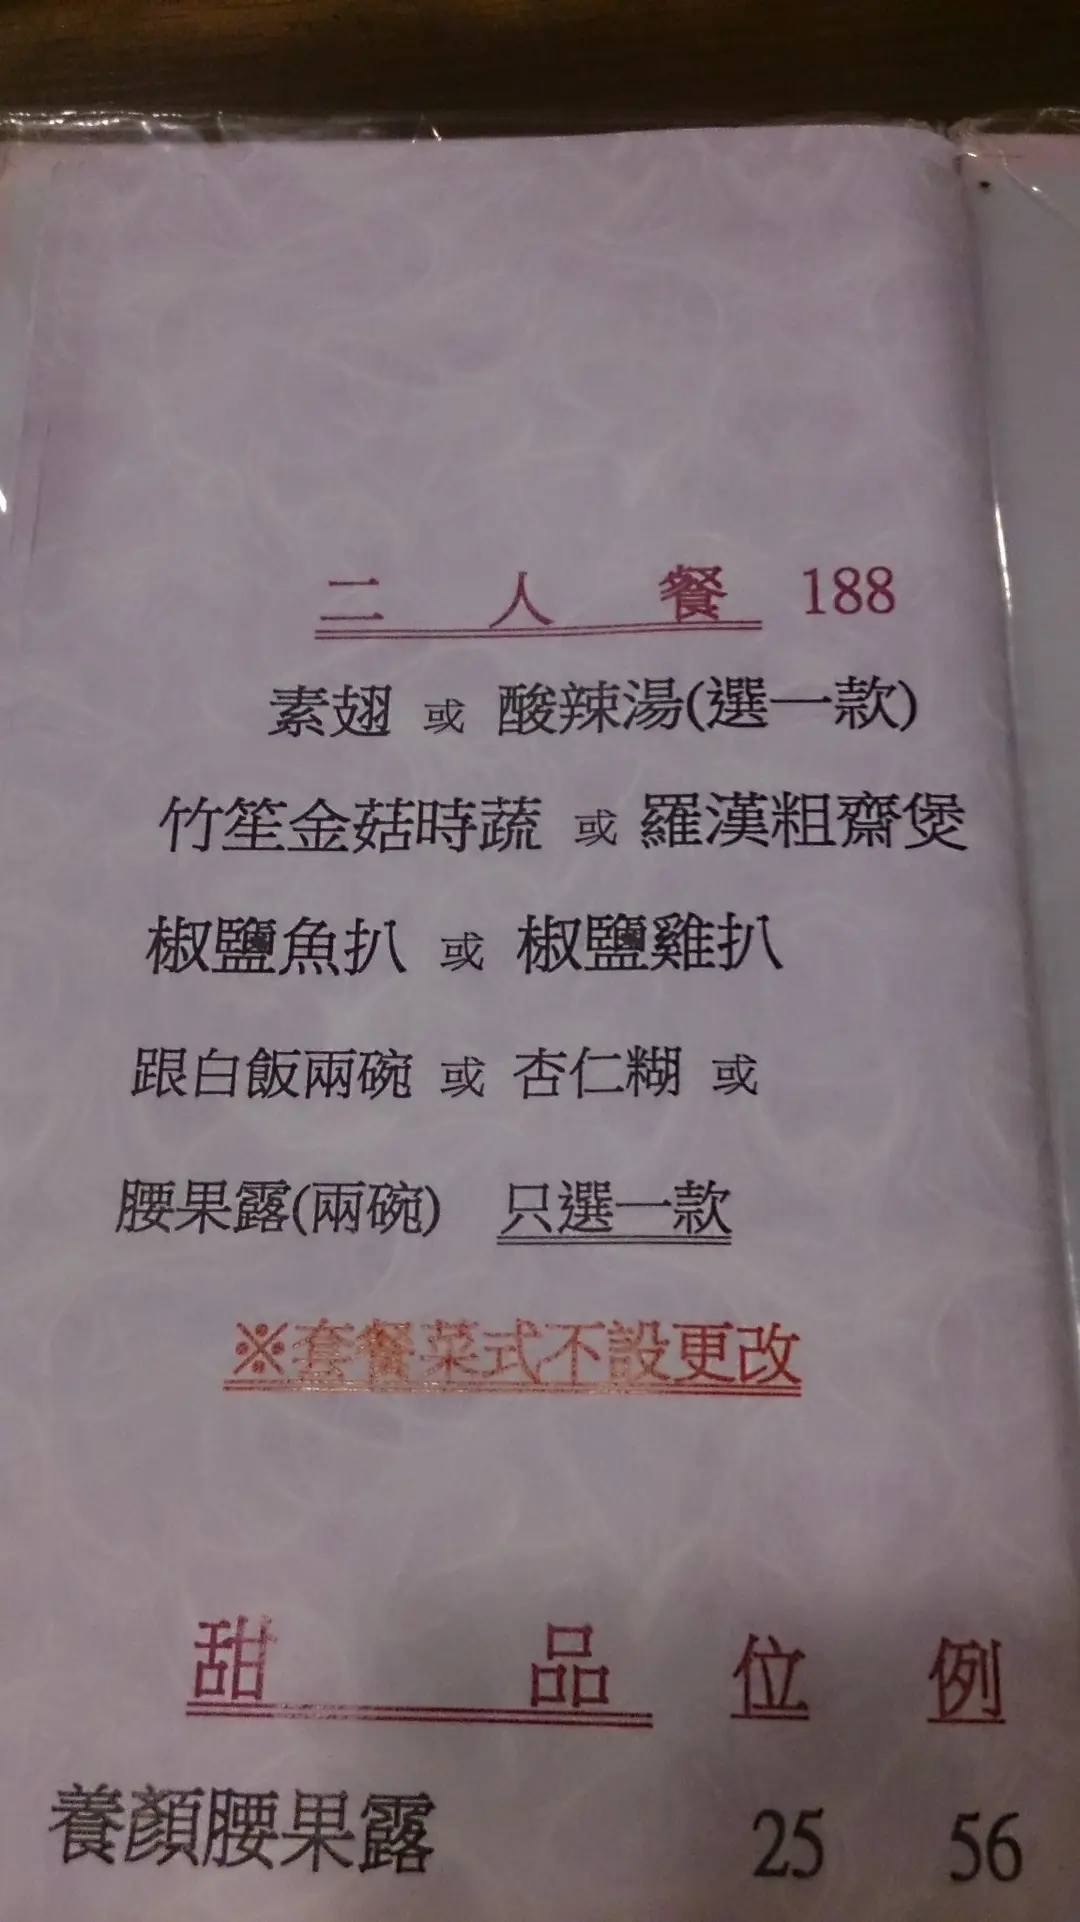 二人餐 188
素翅 或 酸辣湯(選一款)
竹笙金菇時蔬 或 羅漢粗齋煲
椒鹽魚扒 或 椒鹽雞扒
跟白飯兩碗 或 杏仁糊 或
腰果露(兩碗) 只選一款
※套餐菜式不設更改
甜品 位 例
養顏腰果露 25 56